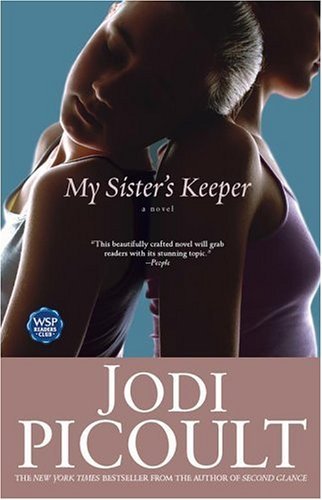 My Sister's Keeper
a novel
"This beautifully crafted novel will grab
readers with its stunning topic."
—People
WSP
READERS
CLUB
JODI
PICOULT
THE NEW YORK TIMES BESTSELLER FROM THE AUTHOR OF SECOND GLANCE